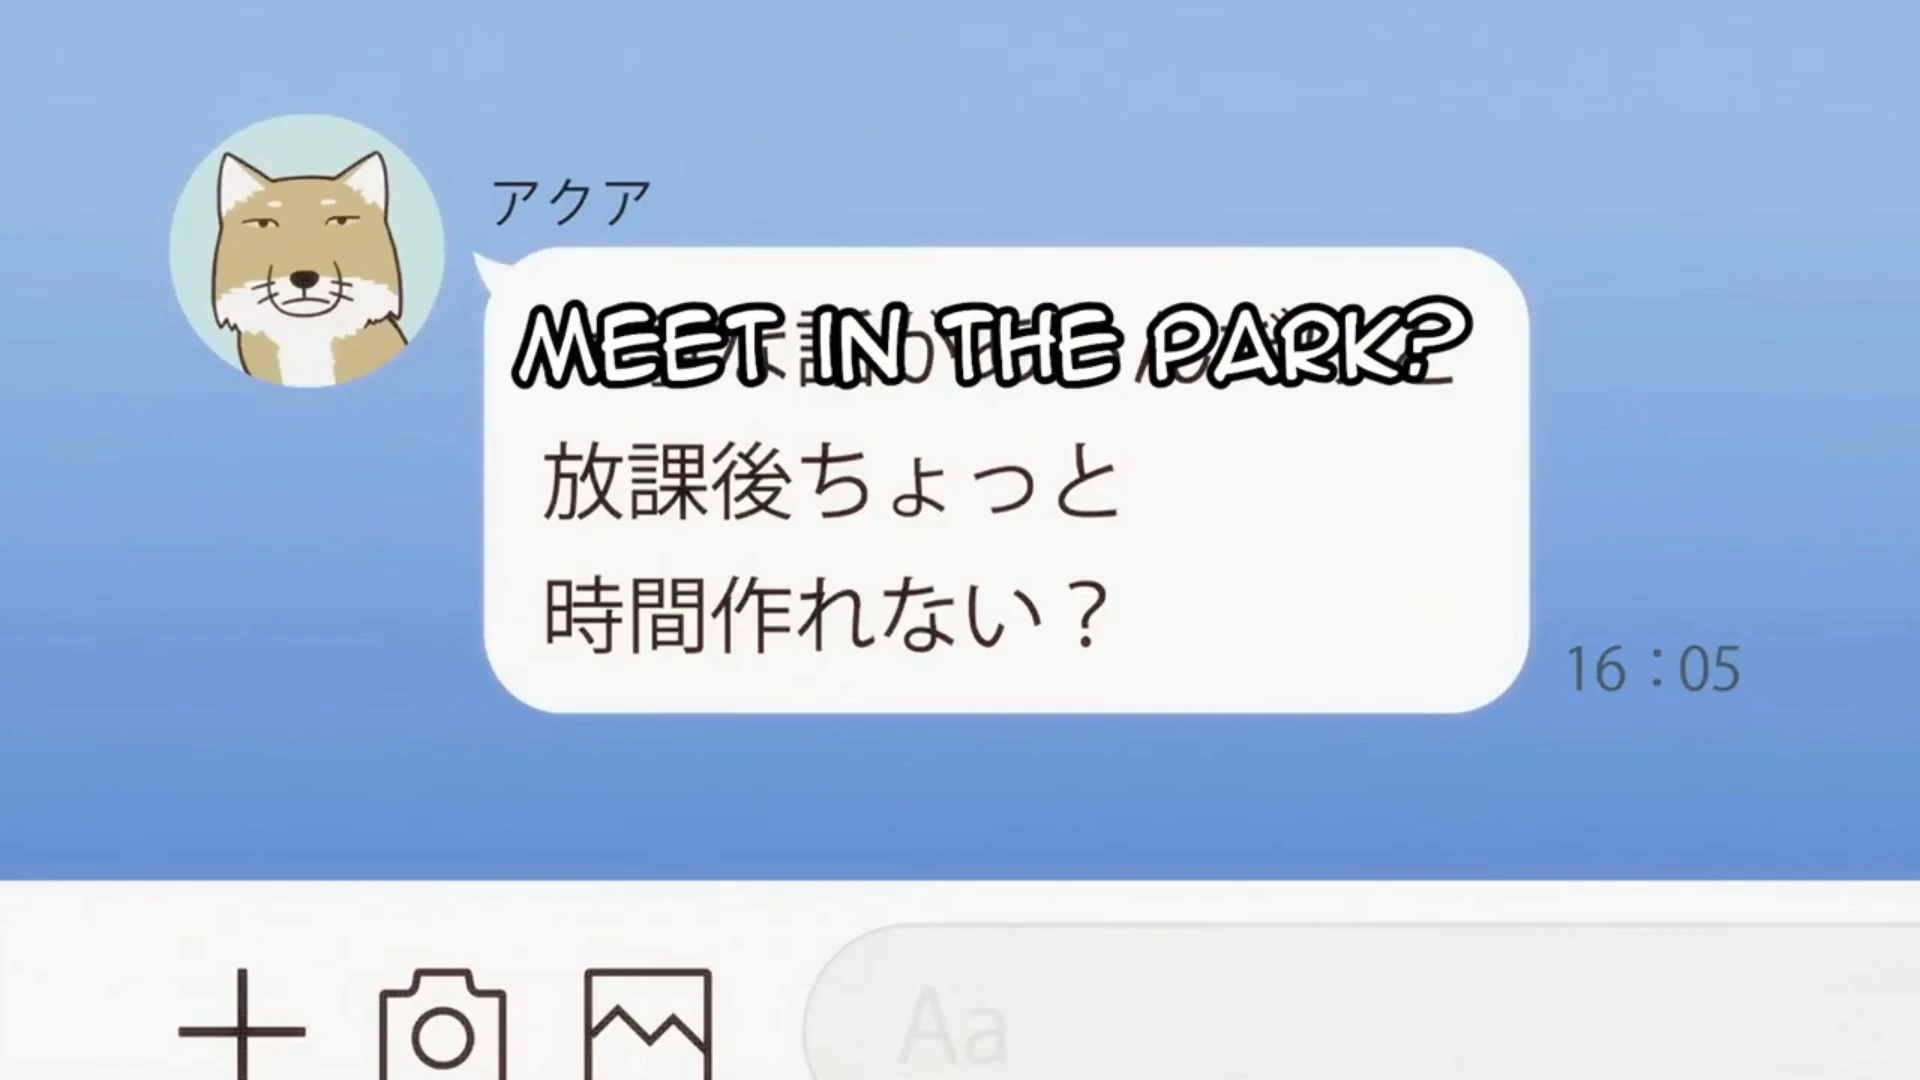 アクア
MEET IN THE PARK?
放課後ちょっと
時間作れない？
16：05
Aa